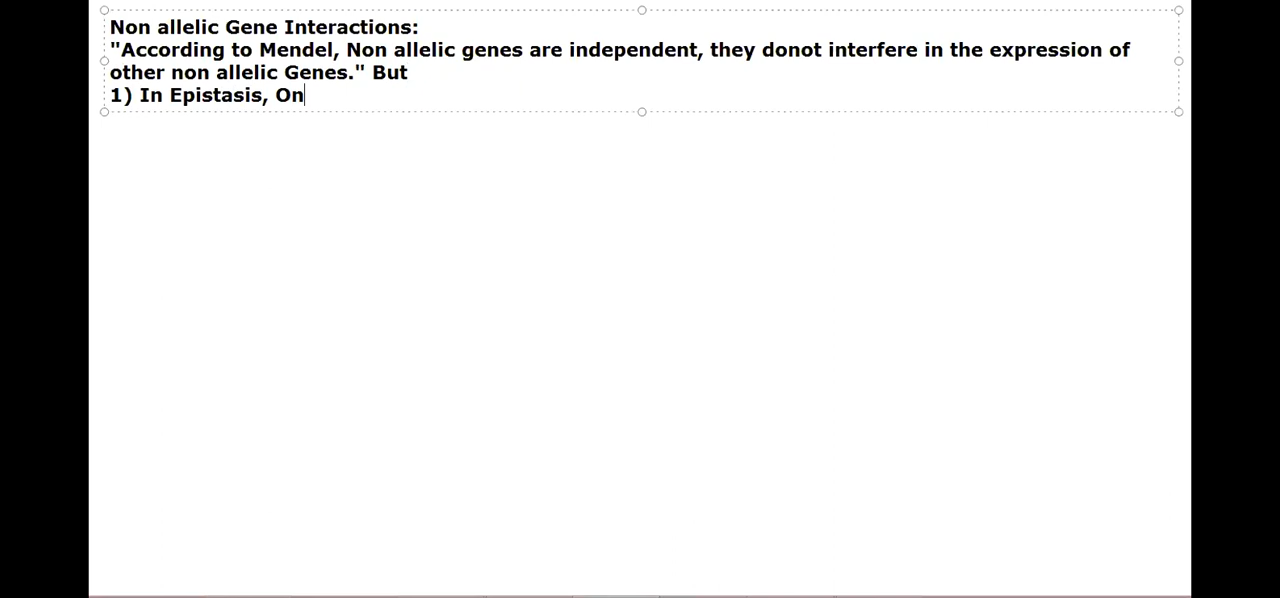 Non allelic Gene Interactions:
"According to Mendel, Non allelic genes are independent, they donot interfere in the expression of
other non allelic Genes." But
1) In Epistasis, On